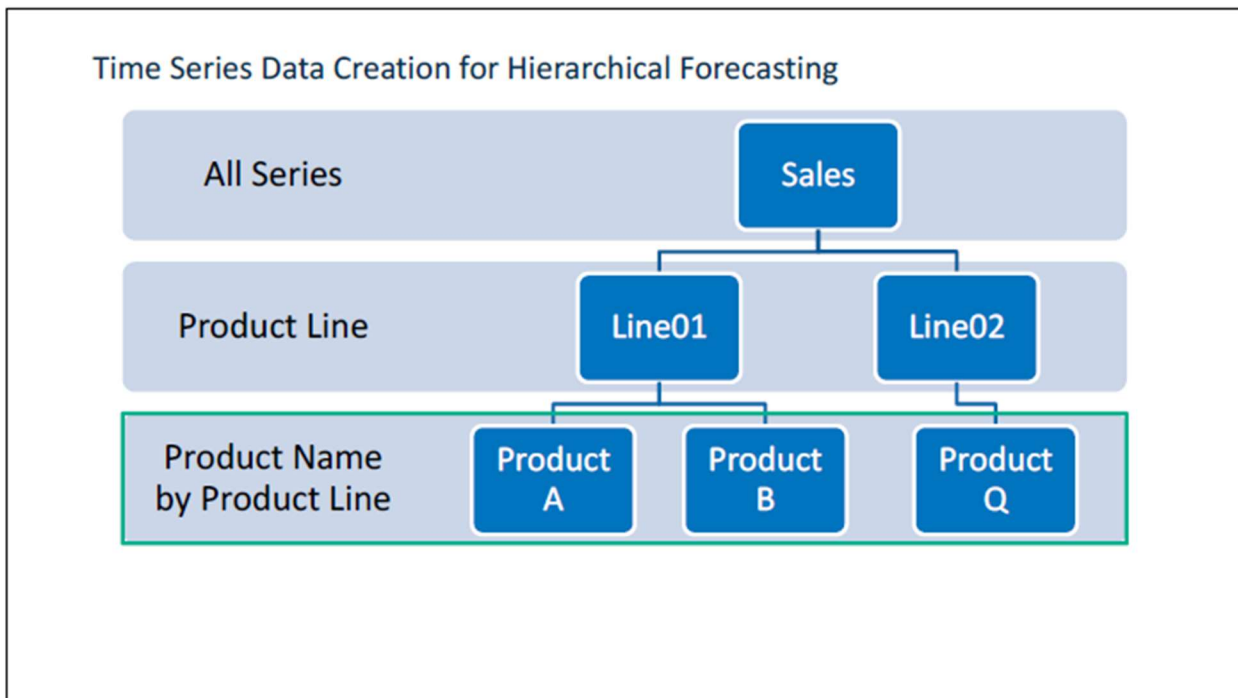 Time Series Data Creation for Hierarchical Forecasting
All Series
Sales
Product Line
Line01
Line02
Product Name
by Product Line
Product
A
Product
B
Product
Q